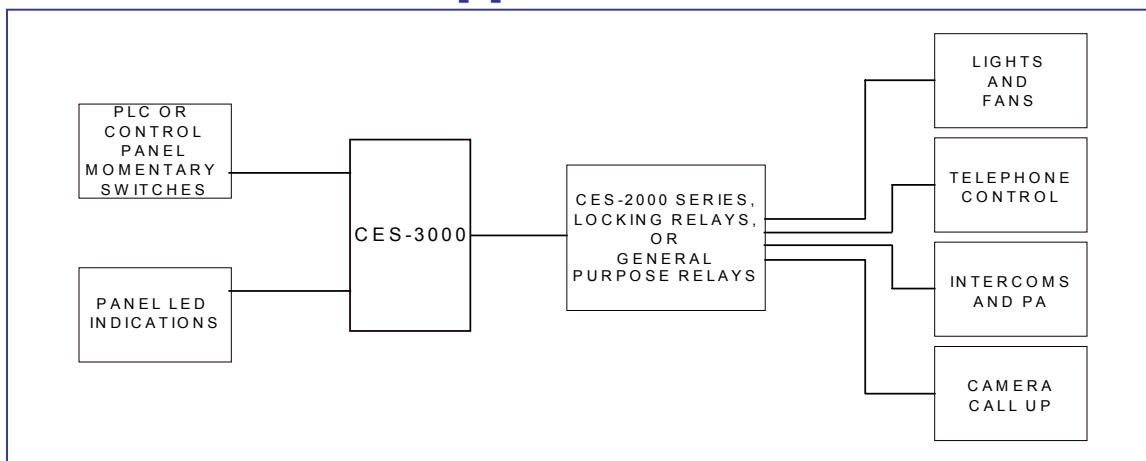 PLC OR
CONTROL
PANEL
MOMENTARY
SWITCHES
PANEL LED
INDICATIONS
CES-3000
CES-2000 SERIES,
LOCKING RELAYS,
OR
GENERAL
PURPOSE RELAYS
LIGHTS
AND
FANS
TELEPHONE
CONTROL
INTERCOMS
AND PA
CAMERA
CALL UP